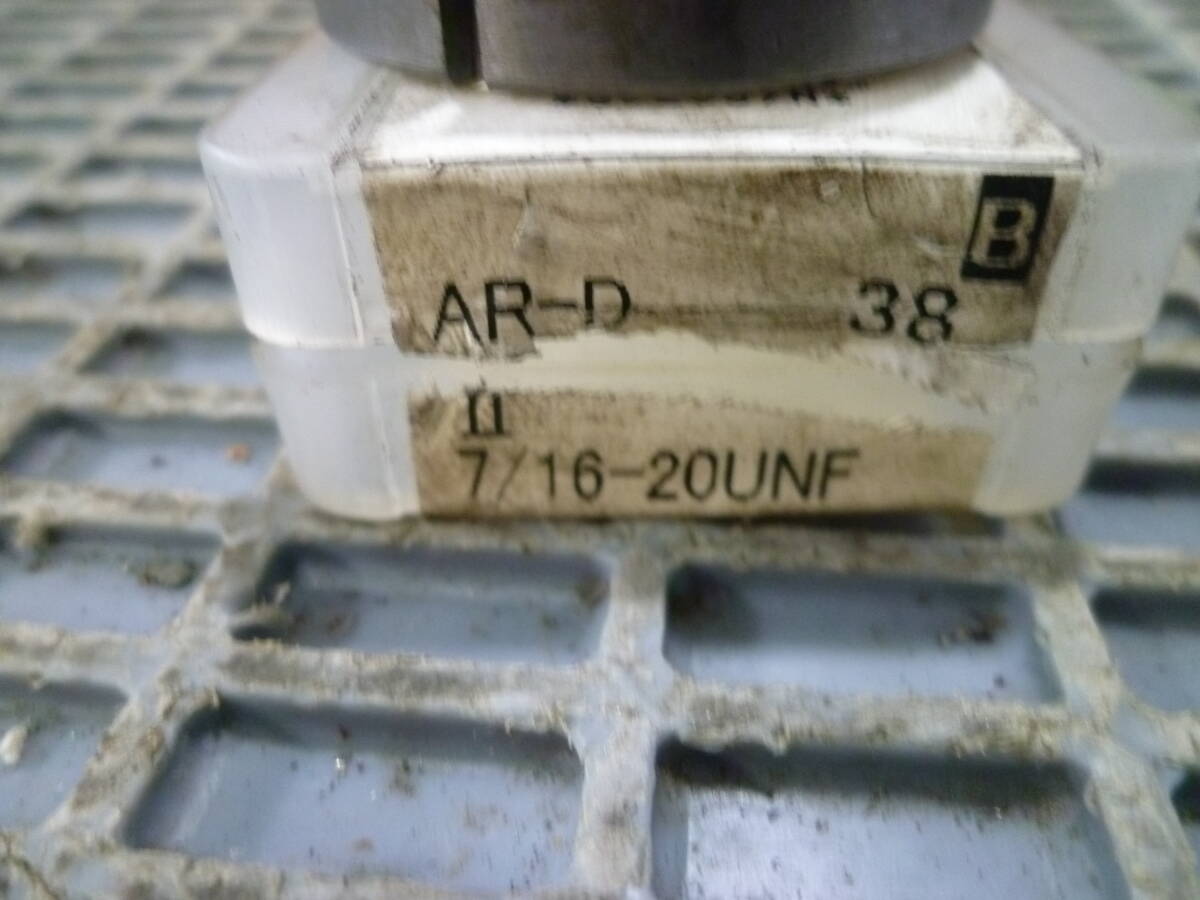 B
AR-D 38
II
7/16-20UNF